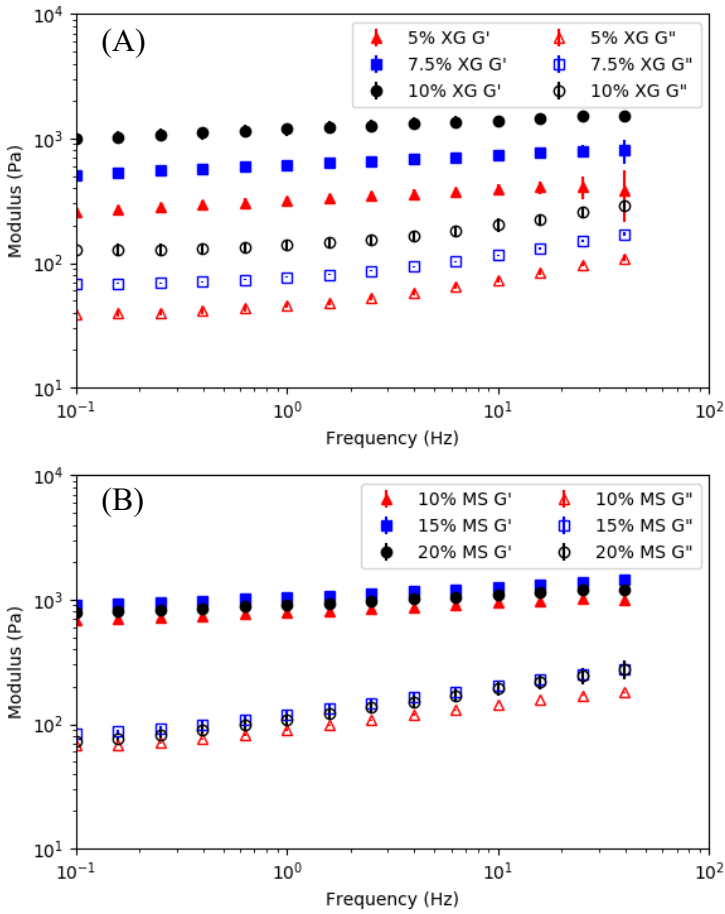 (A)
5% XG G' 5% XG G"
7.5% XG G' 7.5% XG G"
10% XG G' 10% XG G"
10⁴
10³
10²
10¹
Modulus (Pa)
10⁻¹ 10⁰ 10¹ 10²
Frequency (Hz)
(B)
10% MS G' 10% MS G"
15% MS G' 15% MS G"
20% MS G' 20% MS G"
10⁴
10³
10²
10¹
Modulus (Pa)
10⁻¹ 10⁰ 10¹ 10²
Frequency (Hz)